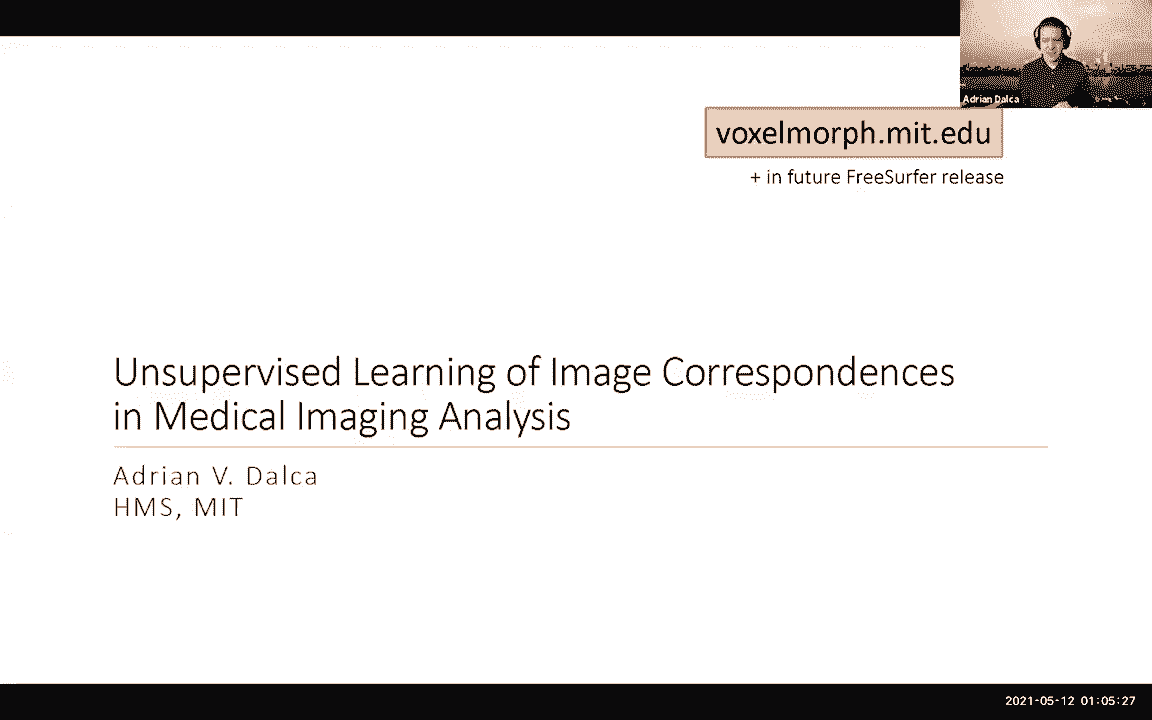 Adrian Dalca
voxelmorph.mit.edu
+ in future FreeSurfer release
Unsupervised Learning of Image Correspondences
in Medical Imaging Analysis
Adrian V. Dalca
HMS, MIT
2021-05-12 01:05:27